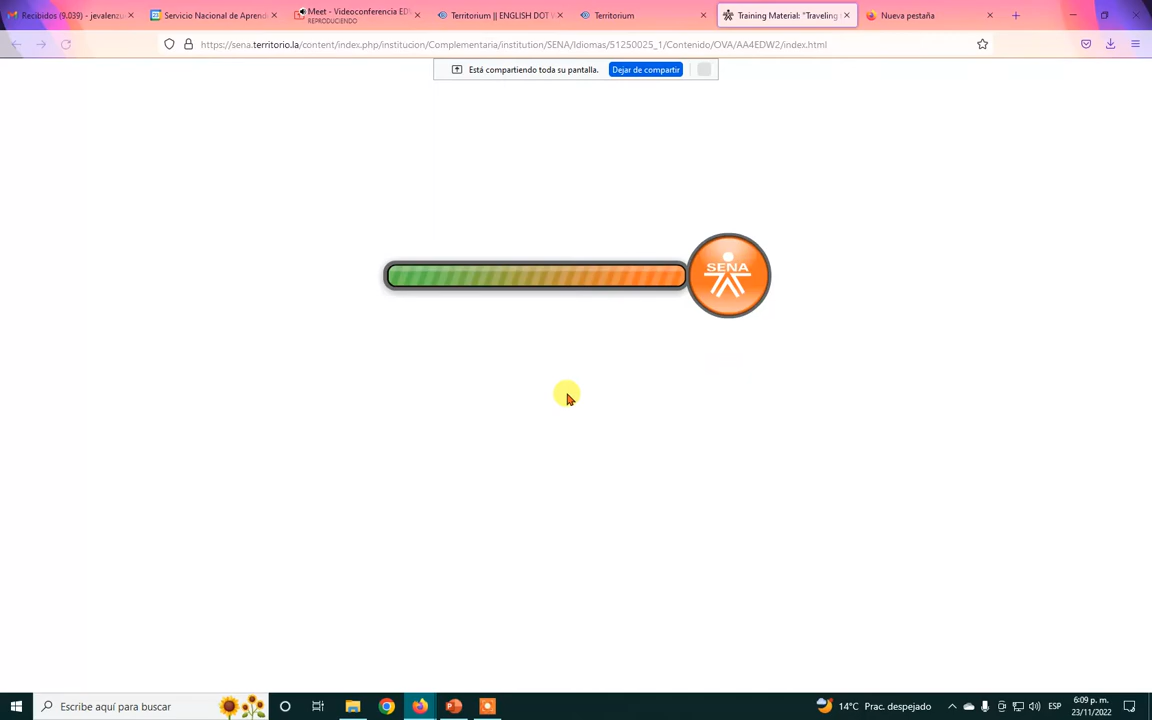 Recibidos (9.039) - jevalenzu
Servicio Nacional de Aprend
Meet - Videoconferencia ED
REPRODUCIENDO
Territorium || ENGLISH DOT V
Territorium
Training Material: "Traveling
Nueva pestaña
https://sena.territorio.la/content/index.php/institucion/Complementaria/institution/SENA/Idiomas/51250025_1/Contenido/OVA/AA4EDW2/index.html
Está compartiendo toda su pantalla.
Dejar de compartir
SENA
Escribe aquí para buscar
14°C Prac. despejado
ESP
6:09 p. m.
23/11/2022